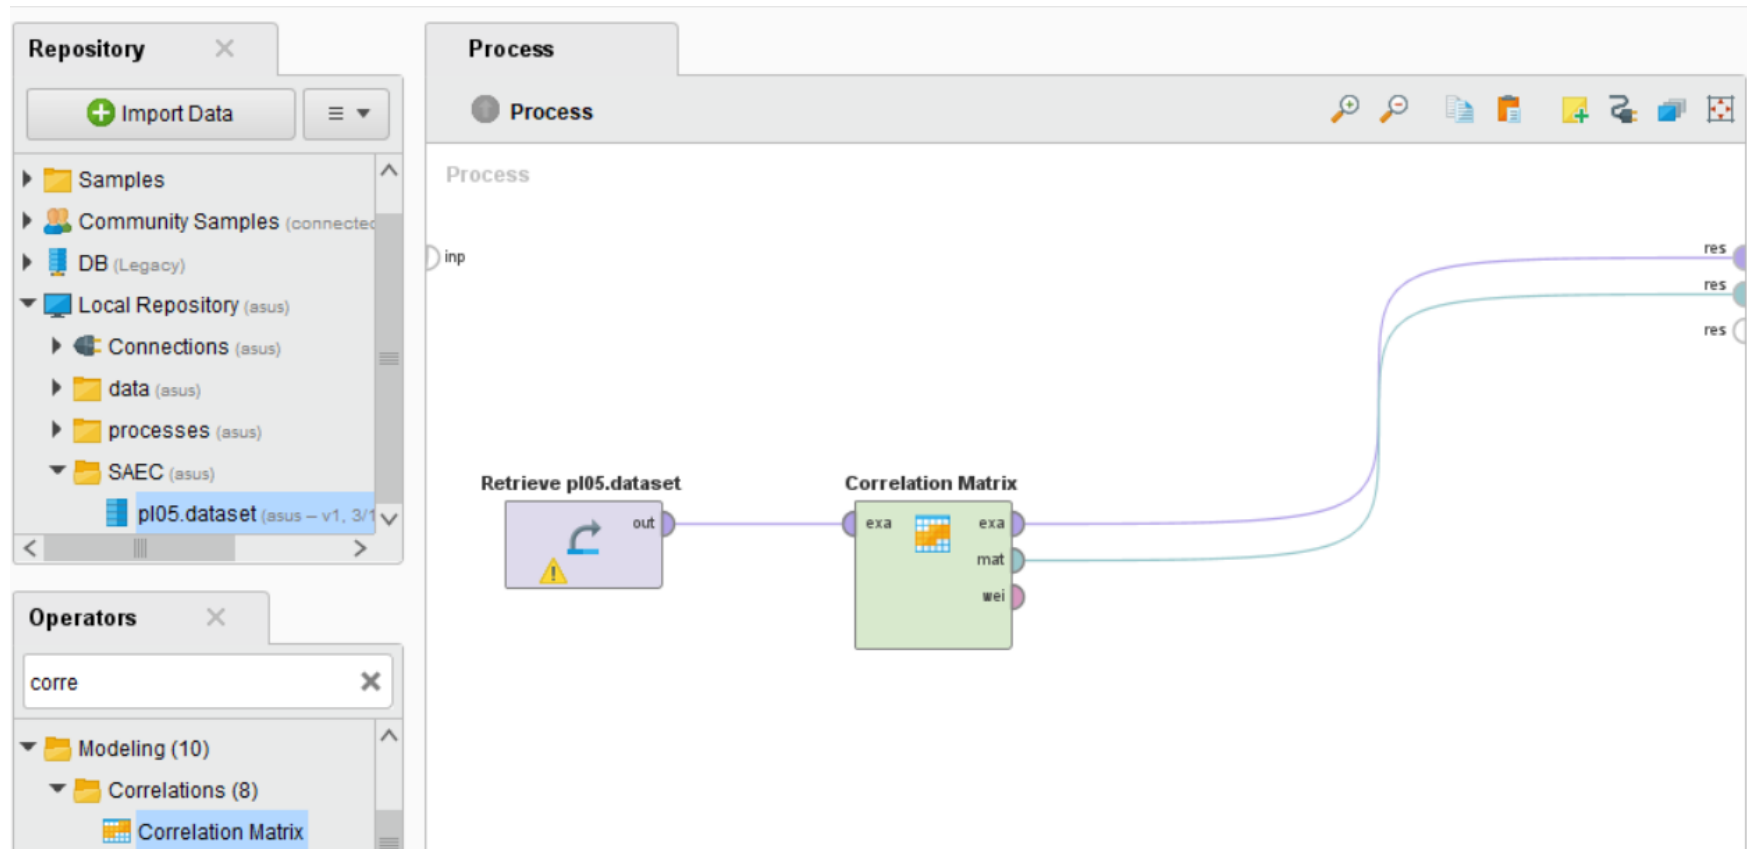 Repository
Import Data
Samples
Community Samples (connected
DB (Legacy)
Local Repository (asus)
Connections (asus)
data (asus)
processes (asus)
SAEC (asus)
pl05.dataset (asus – v1, 3/1
Operators
corre
Modeling (10)
Correlations (8)
Correlation Matrix
Process
Process
Process
inp
res
res
res
Retrieve pl05.dataset
out
Correlation Matrix
exa exa
mat
wei